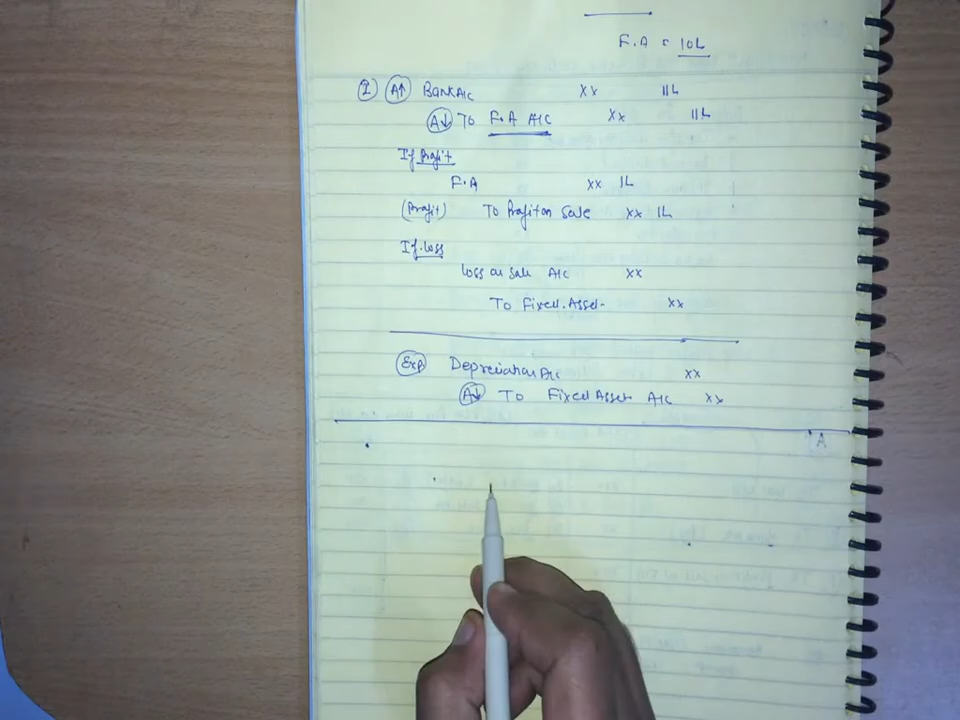 F.A = 10L
I A↑ Bank A/c xx 11L
A↓ To F.A A/C xx 11L
If Profit
F.A xx 1L
(Profit) To Profit on Sale xx 1L
If loss
Loss on Sale A/c xx
To Fixed Asset xx
Exp Depreciation A/c xx
A↓ To Fixed Asset A/c xx
A